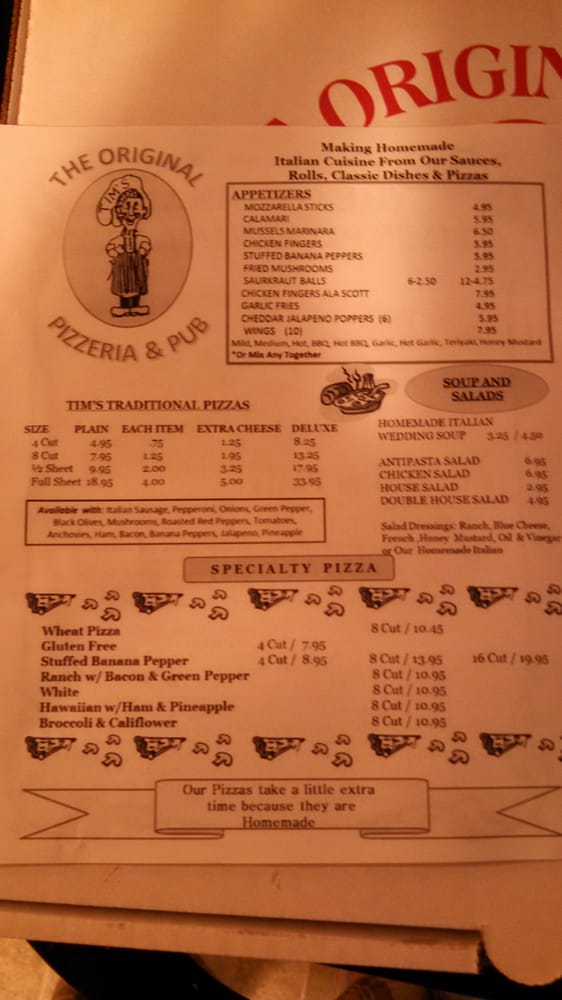 ORIGIN
THE ORIGINAL
TIM'S
PIZZERIA & PUB
Making Homemade
Italian Cuisine From Our Sauces,
Rolls, Classic Dishes & Pizzas
APPETIZERS
MOZZARELLA STICKS 4.95
CALAMARI 5.95
MUSSELS MARINARA 6.50
CHICKEN FINGERS 5.95
STUFFED BANANA PEPPERS 5.95
FRIED MUSHROOMS 2.95
SAURKRAUT BALLS 6-2.50 12-4.75
CHICKEN FINGERS ALA SCOTT 7.95
GARLIC FRIES 4.95
CHEDDAR JALAPENO POPPERS (6) 5.95
WINGS (10) 7.95
Mild, Medium, Hot, BBQ, Hot BBQ, Garlic, Hot Garlic, Teriyaki, Honey Mustard
*Or Mix Any Together
TIM'S TRADITIONAL PIZZAS
SIZE PLAIN EACH ITEM EXTRA CHEESE DELUXE
4 Cut 4.95 .75 1.25 8.25
8 Cut 7.95 1.25 1.95 13.25
½ Sheet 9.95 2.00 3.25 17.95
Full Sheet 18.95 4.00 5.00 33.95
Available with: Italian Sausage, Pepperoni, Onions, Green Pepper,
Black Olives, Mushrooms, Roasted Red Peppers, Tomatoes,
Anchovies, Ham, Bacon, Banana Peppers, Jalapeno, Pineapple
SOUP AND
SALADS
HOMEMADE ITALIAN
WEDDING SOUP 3.25 / 4.50
ANTIPASTA SALAD 6.95
CHICKEN SALAD 6.95
HOUSE SALAD 2.95
DOUBLE HOUSE SALAD 4.95
Salad Dressings: Ranch, Blue Cheese,
French ,Honey Mustard, Oil & Vinegar
or Our Homemade Italian
SPECIALTY PIZZA
Wheat Pizza 8 Cut / 10.45
Gluten Free 4 Cut / 7.95
Stuffed Banana Pepper 4 Cut / 8.95 8 Cut / 13.95 16 Cut / 19.95
Ranch w/ Bacon & Green Pepper 8 Cut / 10.95
White 8 Cut / 10.95
Hawaiian w/Ham & Pineapple 8 Cut / 10.95
Broccoli & Califlower 8 Cut / 10.95
Our Pizzas take a little extra
time because they are
Homemade